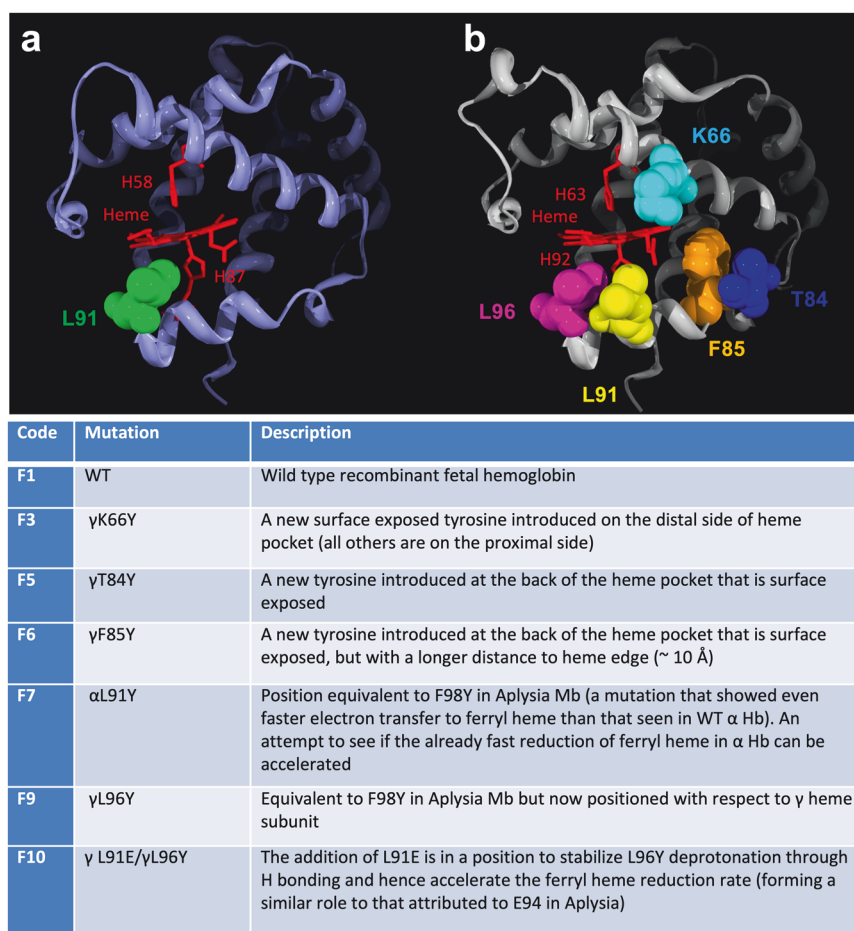 a
b
K66
H58
H63
Heme
Heme
H92
H87
L91
L96
T84
F85
L91
Code Mutation Description
F1 WT Wild type recombinant fetal hemoglobin
F3 γK66Y A new surface exposed tyrosine introduced on the distal side of heme
pocket (all others are on the proximal side)
F5 γT84Y A new tyrosine introduced at the back of the heme pocket that is surface
exposed
F6 γF85Y A new tyrosine introduced at the back of the heme pocket that is surface
exposed, but with a longer distance to heme edge (~ 10 Å)
F7 αL91Y Position equivalent to F98Y in Aplysia Mb (a mutation that showed even
faster electron transfer to ferryl heme than that seen in WT α Hb). An
attempt to see if the already fast reduction of ferryl heme in α Hb can be
accelerated
F9 γL96Y Equivalent to F98Y in Aplysia Mb but now positioned with respect to γ heme
subunit
F10 γ L91E/γL96Y The addition of L91E is in a position to stabilize L96Y deprotonation through
H bonding and hence accelerate the ferryl heme reduction rate (forming a
similar role to that attributed to E94 in Aplysia)